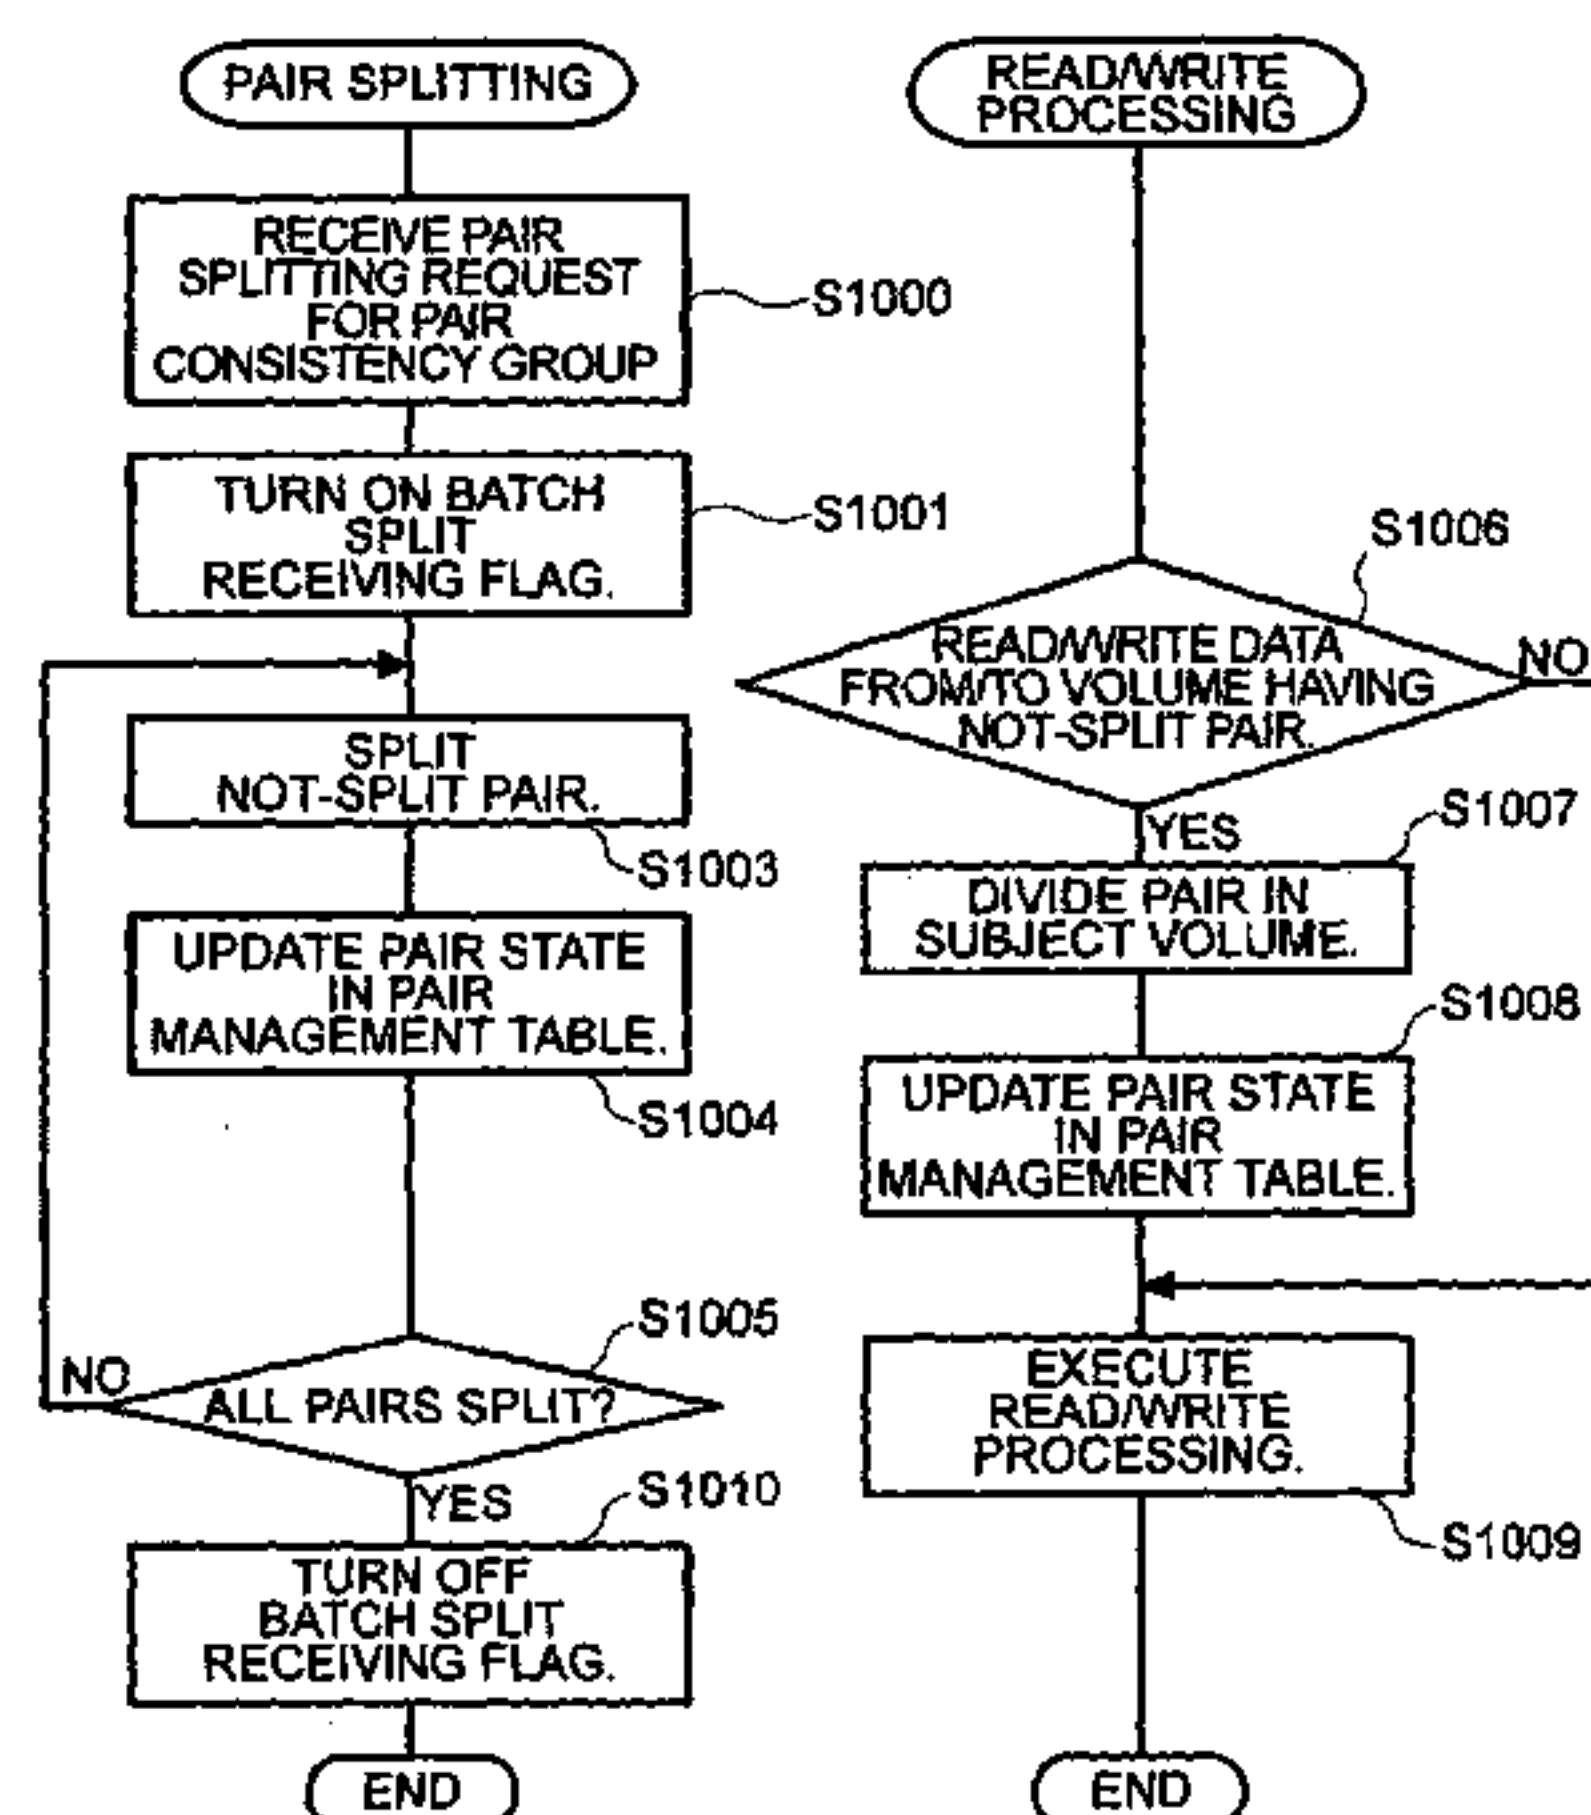 PAIR SPLITTING
RECEIVE PAIR
SPLITTING REQUEST
FOR PAIR
CONSISTENCY GROUP
S1000
TURN ON BATCH
SPLIT
RECEIVING FLAG.
S1001
SPLIT
NOT-SPLIT PAIR.
S1003
UPDATE PAIR STATE
IN PAIR
MANAGEMENT TABLE.
S1004
S1005
NO
ALL PAIRS SPLIT?
YES
S1010
TURN OFF
BATCH SPLIT
RECEIVING FLAG.
END
READ/WRITE
PROCESSING
S1006
READ/WRITE DATA
FROM/TO VOLUME HAVING
NOT-SPLIT PAIR.
NO
YES
S1007
DIVIDE PAIR IN
SUBJECT VOLUME.
S1008
UPDATE PAIR STATE
IN PAIR
MANAGEMENT TABLE.
EXECUTE
READ/WRITE
PROCESSING.
S1009
END